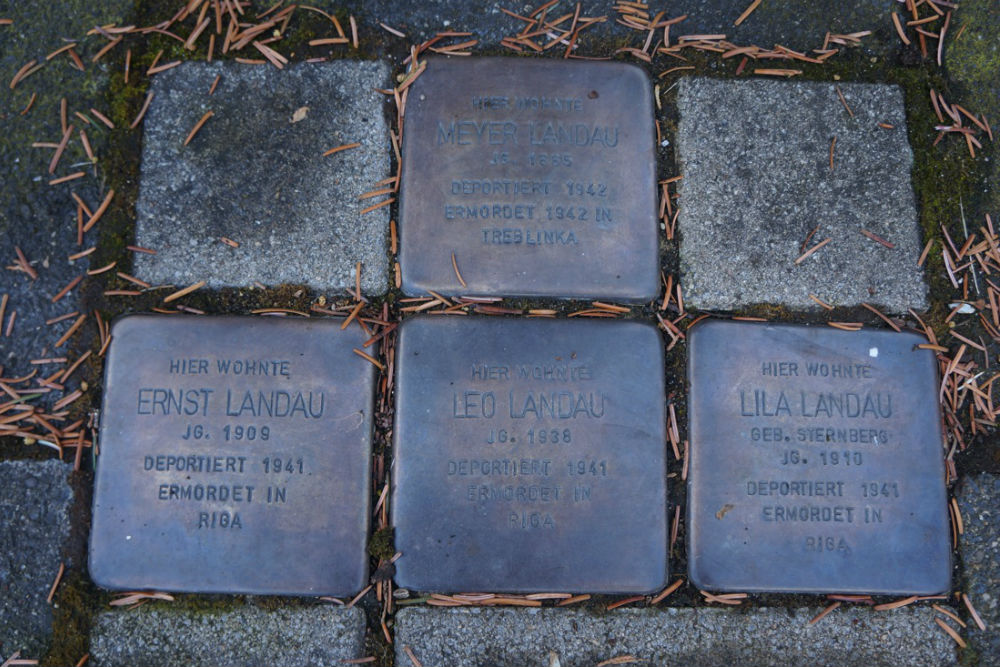 HIER WOHNTE
MEYER LANDAU
JG. 1885
DEPORTIERT 1942
ERMORDET 1942 IN
TREBLINKA
HIER WOHNTE
ERNST LANDAU
JG. 1909
DEPORTIERT 1941
ERMORDET IN
RIGA
HIER WOHNTE
LEO LANDAU
JG. 1938
DEPORTIERT 1941
ERMORDET IN
RIGA
HIER WOHNTE
LILA LANDAU
GEB. STERNBERG
JG. 1910
DEPORTIERT 1941
ERMORDET IN
RIGA